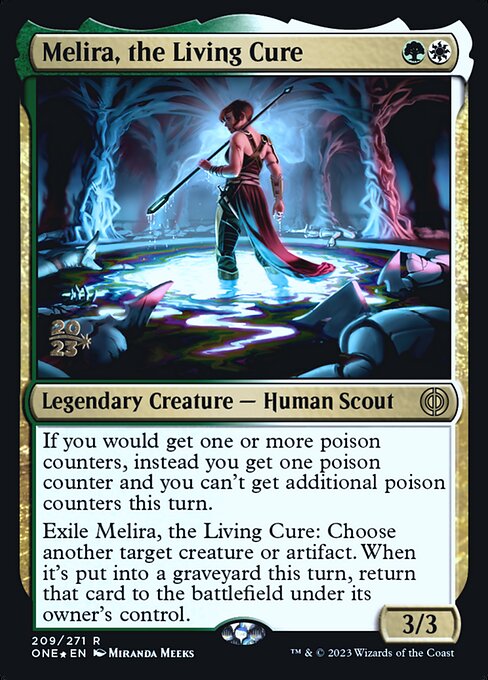 Melira, the Living Cure
20
23
Legendary Creature — Human Scout
If you would get one or more poison
counters, instead you get one poison
counter and you can't get additional poison
counters this turn.
Exile Melira, the Living Cure: Choose
another target creature or artifact. When
it's put into a graveyard this turn, return
that card to the battlefield under its
owner's control.
3/3
209/271 R
ONE★EN Miranda Meeks
™ & © 2023 Wizards of the Coast